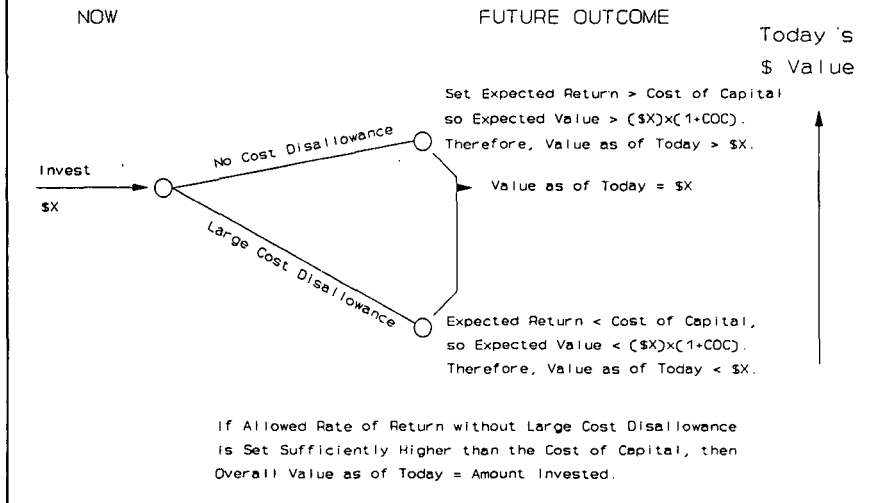 NOW
FUTURE OUTCOME
Today's
$ Value
Set Expected Return > Cost of Capital
so Expected Value > ($X)x(1+COC).
Therefore, Value as of Today > $X.
No Cost Disallowance
Invest
$X
Value as of Today = $X
Large Cost Disallowance
Expected Return < Cost of Capital,
so Expected Value < ($X)x(1+COC).
Therefore, Value as of Today < $X.
If Allowed Rate of Return without Large Cost Disallowance
is Set Sufficiently Higher than the Cost of Capital, then
Overall Value as of Today = Amount Invested.